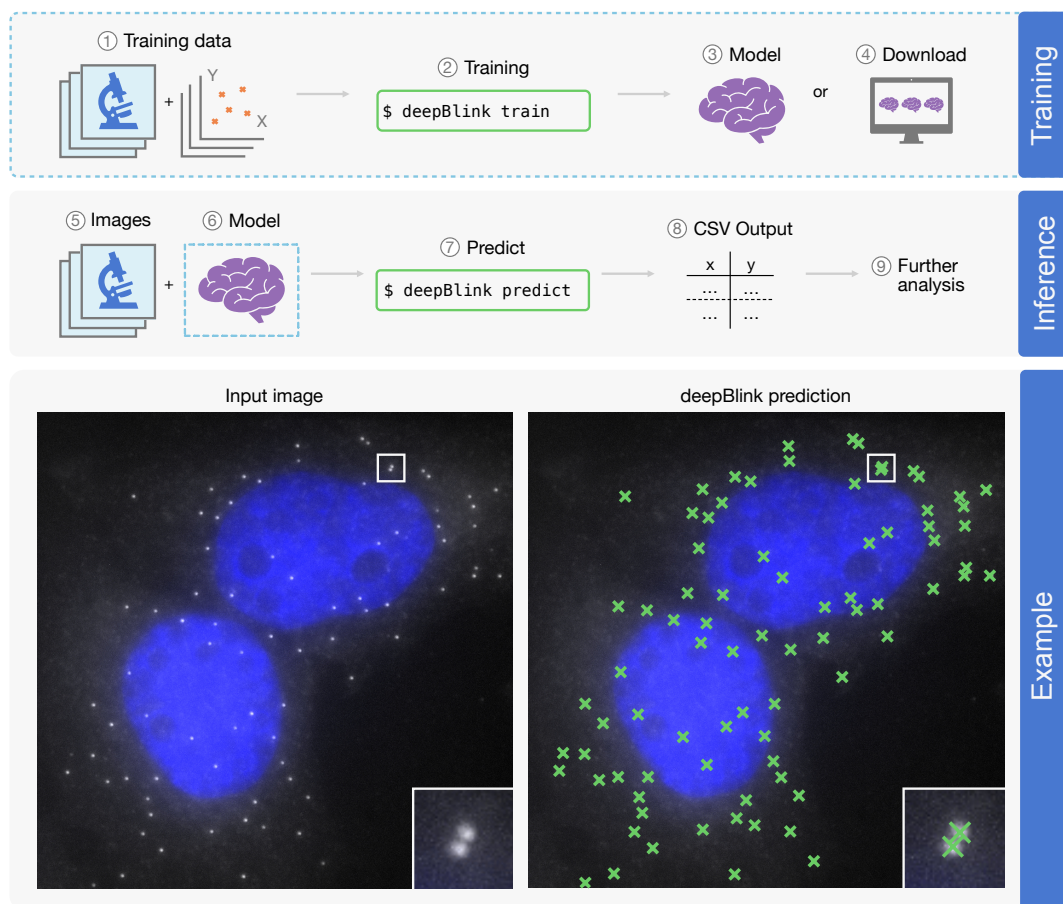 ① Training data
Y
X
+
② Training
$ deepBlink train
③ Model
or
④ Download
Training
⑤ Images
+
⑥ Model
⑦ Predict
$ deepBlink predict
⑧ CSV Output
x y
... ...
... ...
⑨ Further
analysis
Inference
Input image
deepBlink prediction
Example